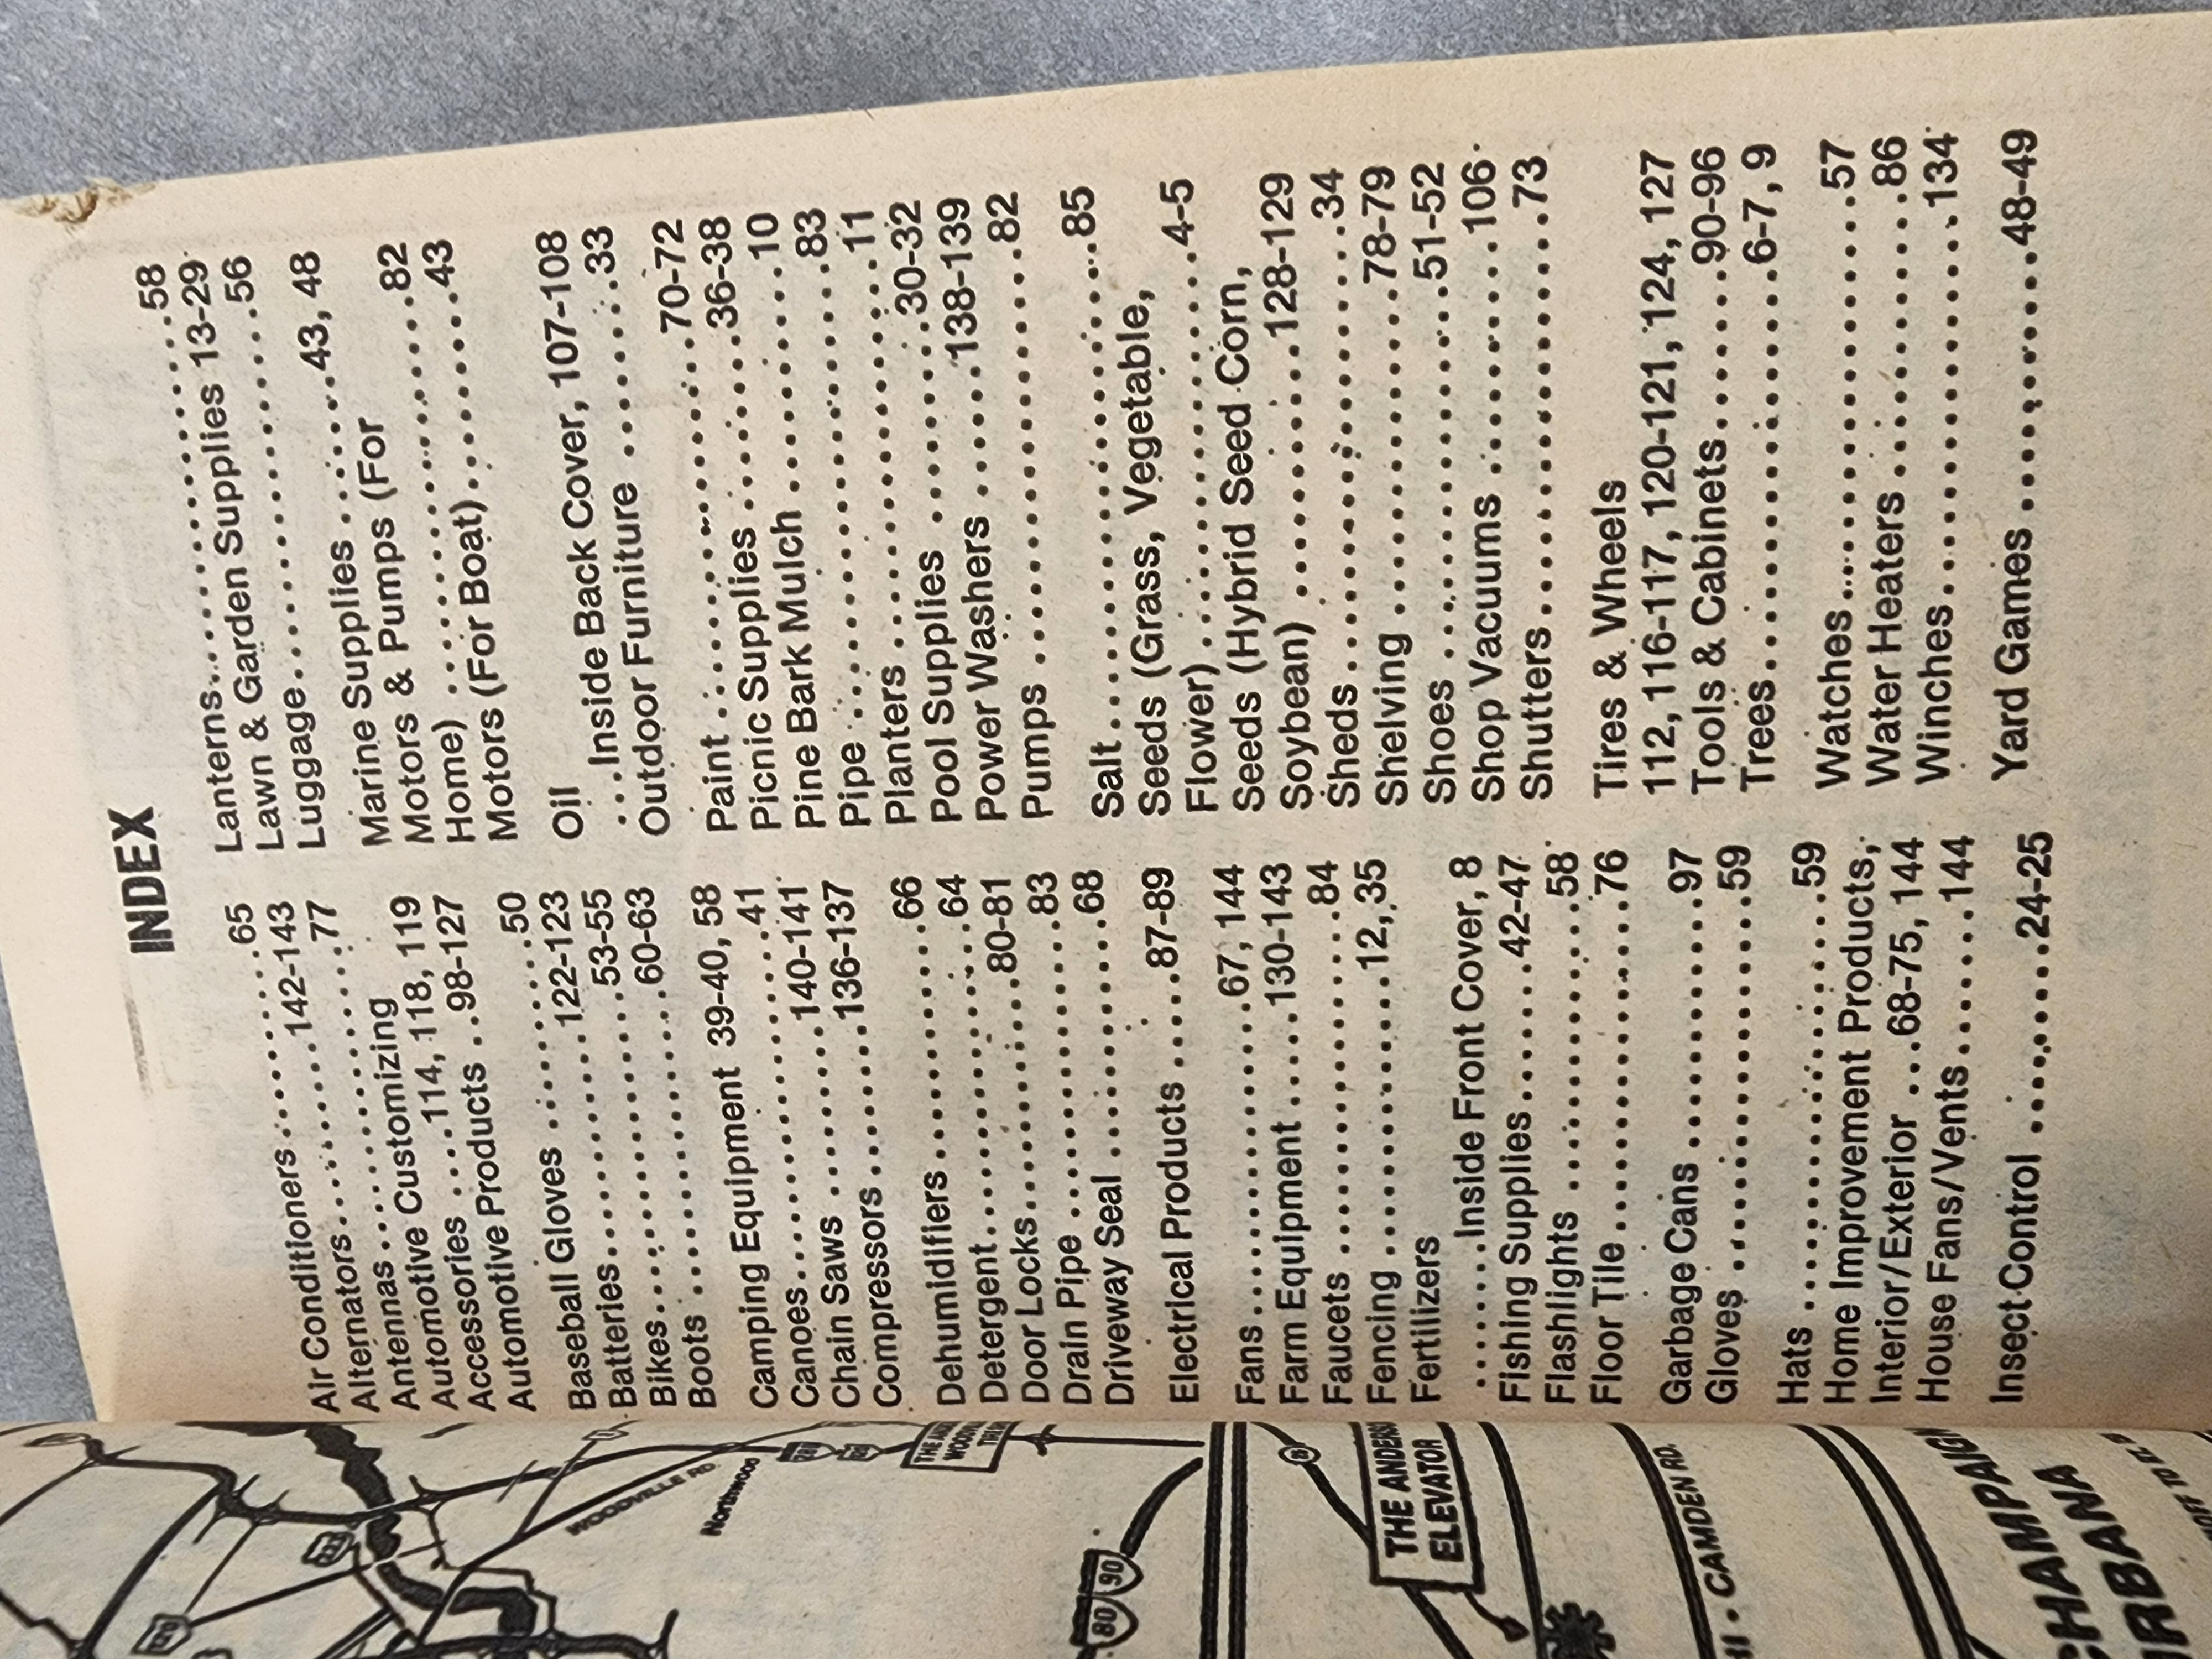 INDEX
Air Conditioners........65
Alternators........142-143
Antennas........77
Automotive Customizing
Accessories ....114, 118, 119
Automotive Products ..98-127
Baseball Gloves ........50
Batteries........122-123
Bikes........53-55
Boots ........60-63
Camping Equipment 39-40, 58
Canoes........41
Chain Saws ........140-141
Compressors........136-137
Dehumidifiers........66
Detergent........64
Door Locks........80-81
Drain Pipe ........83
Driveway Seal ........68
Electrical Products ......87-89
Fans........67, 144
Farm Equipment .....130-143
Faucets ........84
Fencing ........12, 35
Fertilizers
........Inside Front Cover, 8
Fishing Supplies......42-47
Flashlights ........58
Floor Tile ........76
Garbage Cans ........97
Gloves ........59
Hats ........59
Home Improvement Products,
Interior/Exterior ...68-75, 144
House Fans/Vents......144
Insect Control ........24-25
Lanterns........58
Lawn & Garden Supplies 13-29
Luggage........56
Marine Supplies ......43, 48
Motors & Pumps (For
Home) ........82
Motors (For Boat)........43
Oil
...Inside Back Cover, 107-108
Outdoor Furniture ........33
Paint ........70-72
Picnic Supplies ........36-38
Pine Bark Mulch ........10
Pipe ........83
Planters ........11
Pool Supplies ........30-32
Power Washers ......138-139
Pumps ........82
Salt........85
Seeds (Grass, Vegetable,
Flower)........4-5
Seeds (Hybrid Seed Corn,
Soybean) ........128-129
Sheds........34
Shelving ........78-79
Shoes ........51-52
Shop Vacuums ........106
Shutters........73
Tires & Wheels
112, 116-117, 120-121, 124, 127
Tools & Cabinets........90-96
Trees........6-7, 9
Watches........57
Water Heaters........86
Winches........134
Yard Games ........48-49
WOODVILLE RD.
Northwood
80 90
THE ANDERS
ELEVATOR
CAMDEN RD.